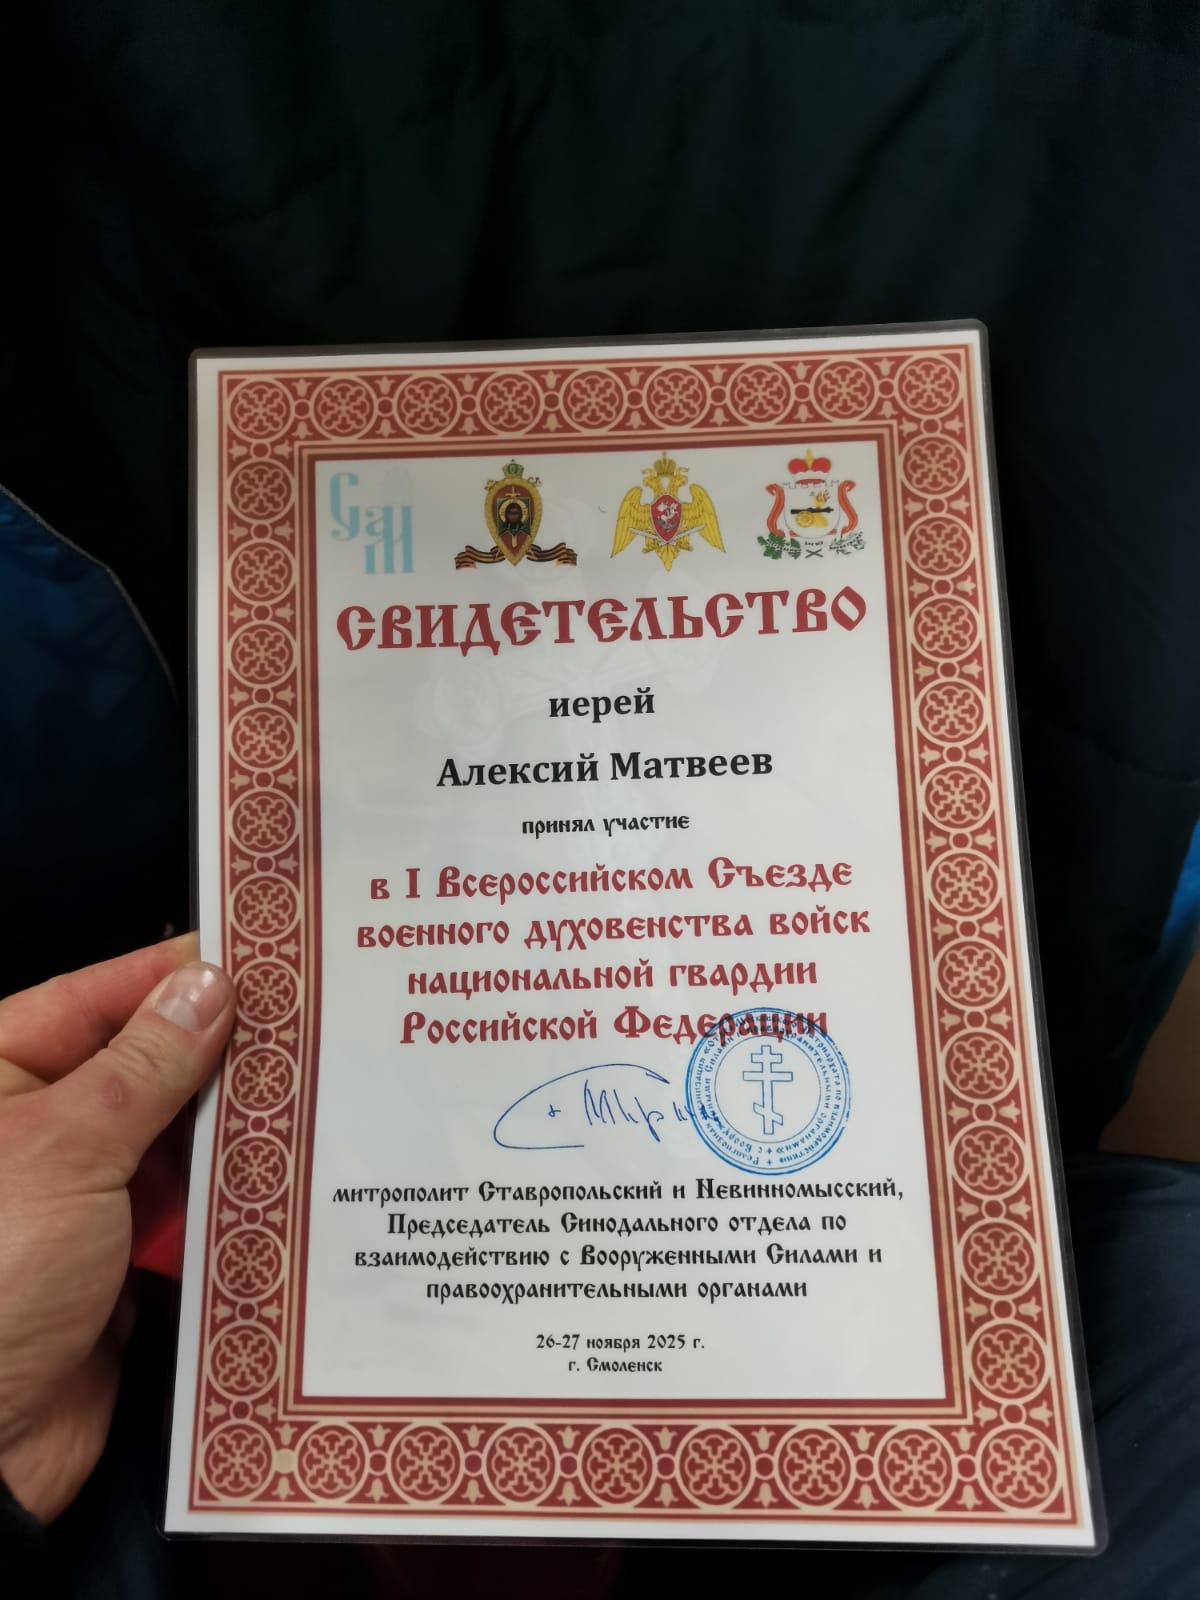 СаМ
СВИДЕТЕЛЬСТВО
иерей
Алексий Матвеев
принял участие
в I Всероссийском Съезде
военного духовенства войск
национальной гвардии
Российской Федерации
митрополит Ставропольский и Невинномысский,
Председатель Синодального отдела по
взаимодействию с Вооруженными Силами и
правоохранительными органами
26-27 ноября 2025 г.
г. Смоленск